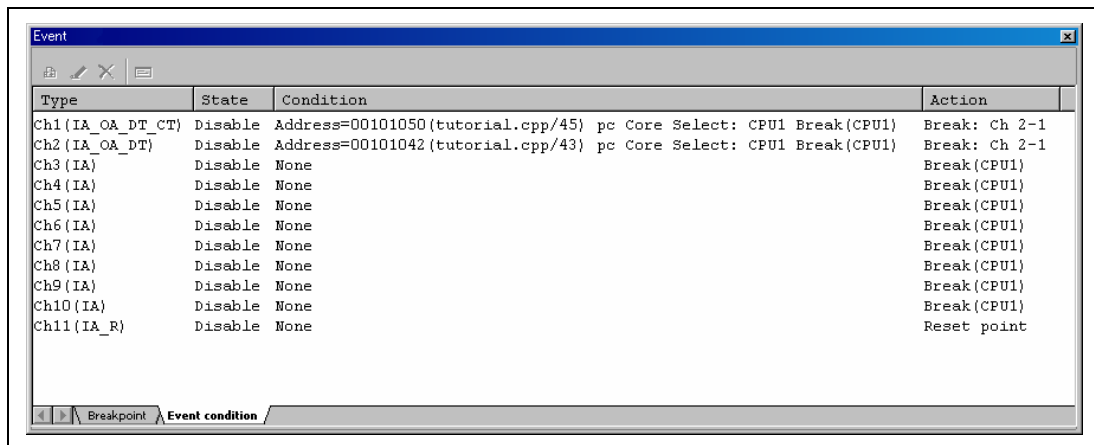 Event
Type State Condition Action
Ch1(IA_OA_DT_CT) Disable Address=00101050(tutorial.cpp/45) pc Core Select: CPU1 Break(CPU1) Break: Ch 2-1
Ch2(IA_OA_DT) Disable Address=00101042(tutorial.cpp/43) pc Core Select: CPU1 Break(CPU1) Break: Ch 2-1
Ch3(IA) Disable None Break(CPU1)
Ch4(IA) Disable None Break(CPU1)
Ch5(IA) Disable None Break(CPU1)
Ch6(IA) Disable None Break(CPU1)
Ch7(IA) Disable None Break(CPU1)
Ch8(IA) Disable None Break(CPU1)
Ch9(IA) Disable None Break(CPU1)
Ch10(IA) Disable None Break(CPU1)
Ch11(IA_R) Disable None Reset point
Breakpoint Event condition